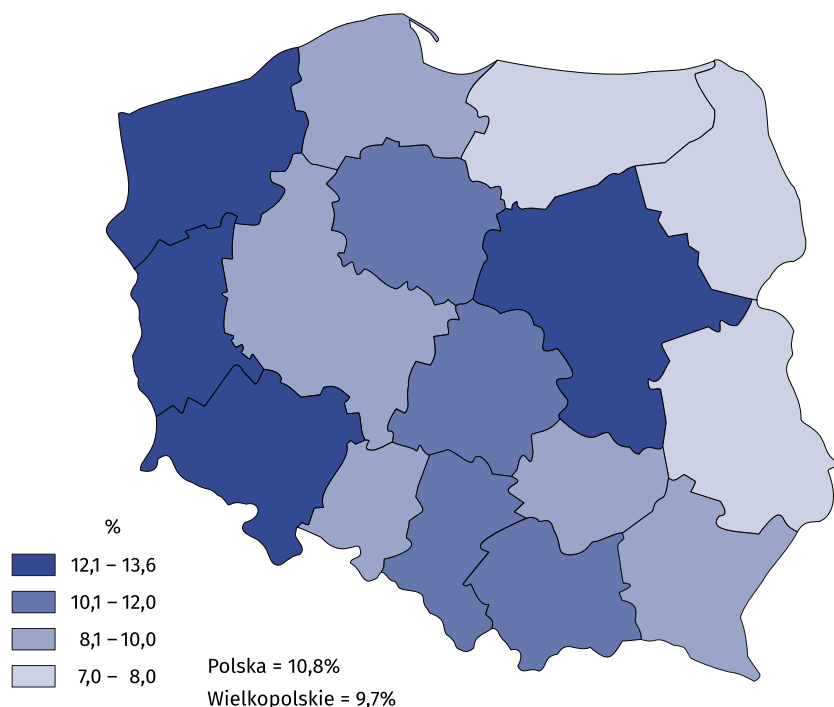 %
12,1 – 13,6
10,1 – 12,0
8,1 – 10,0
7,0 – 8,0
Polska = 10,8%
Wielkopolskie = 9,7%